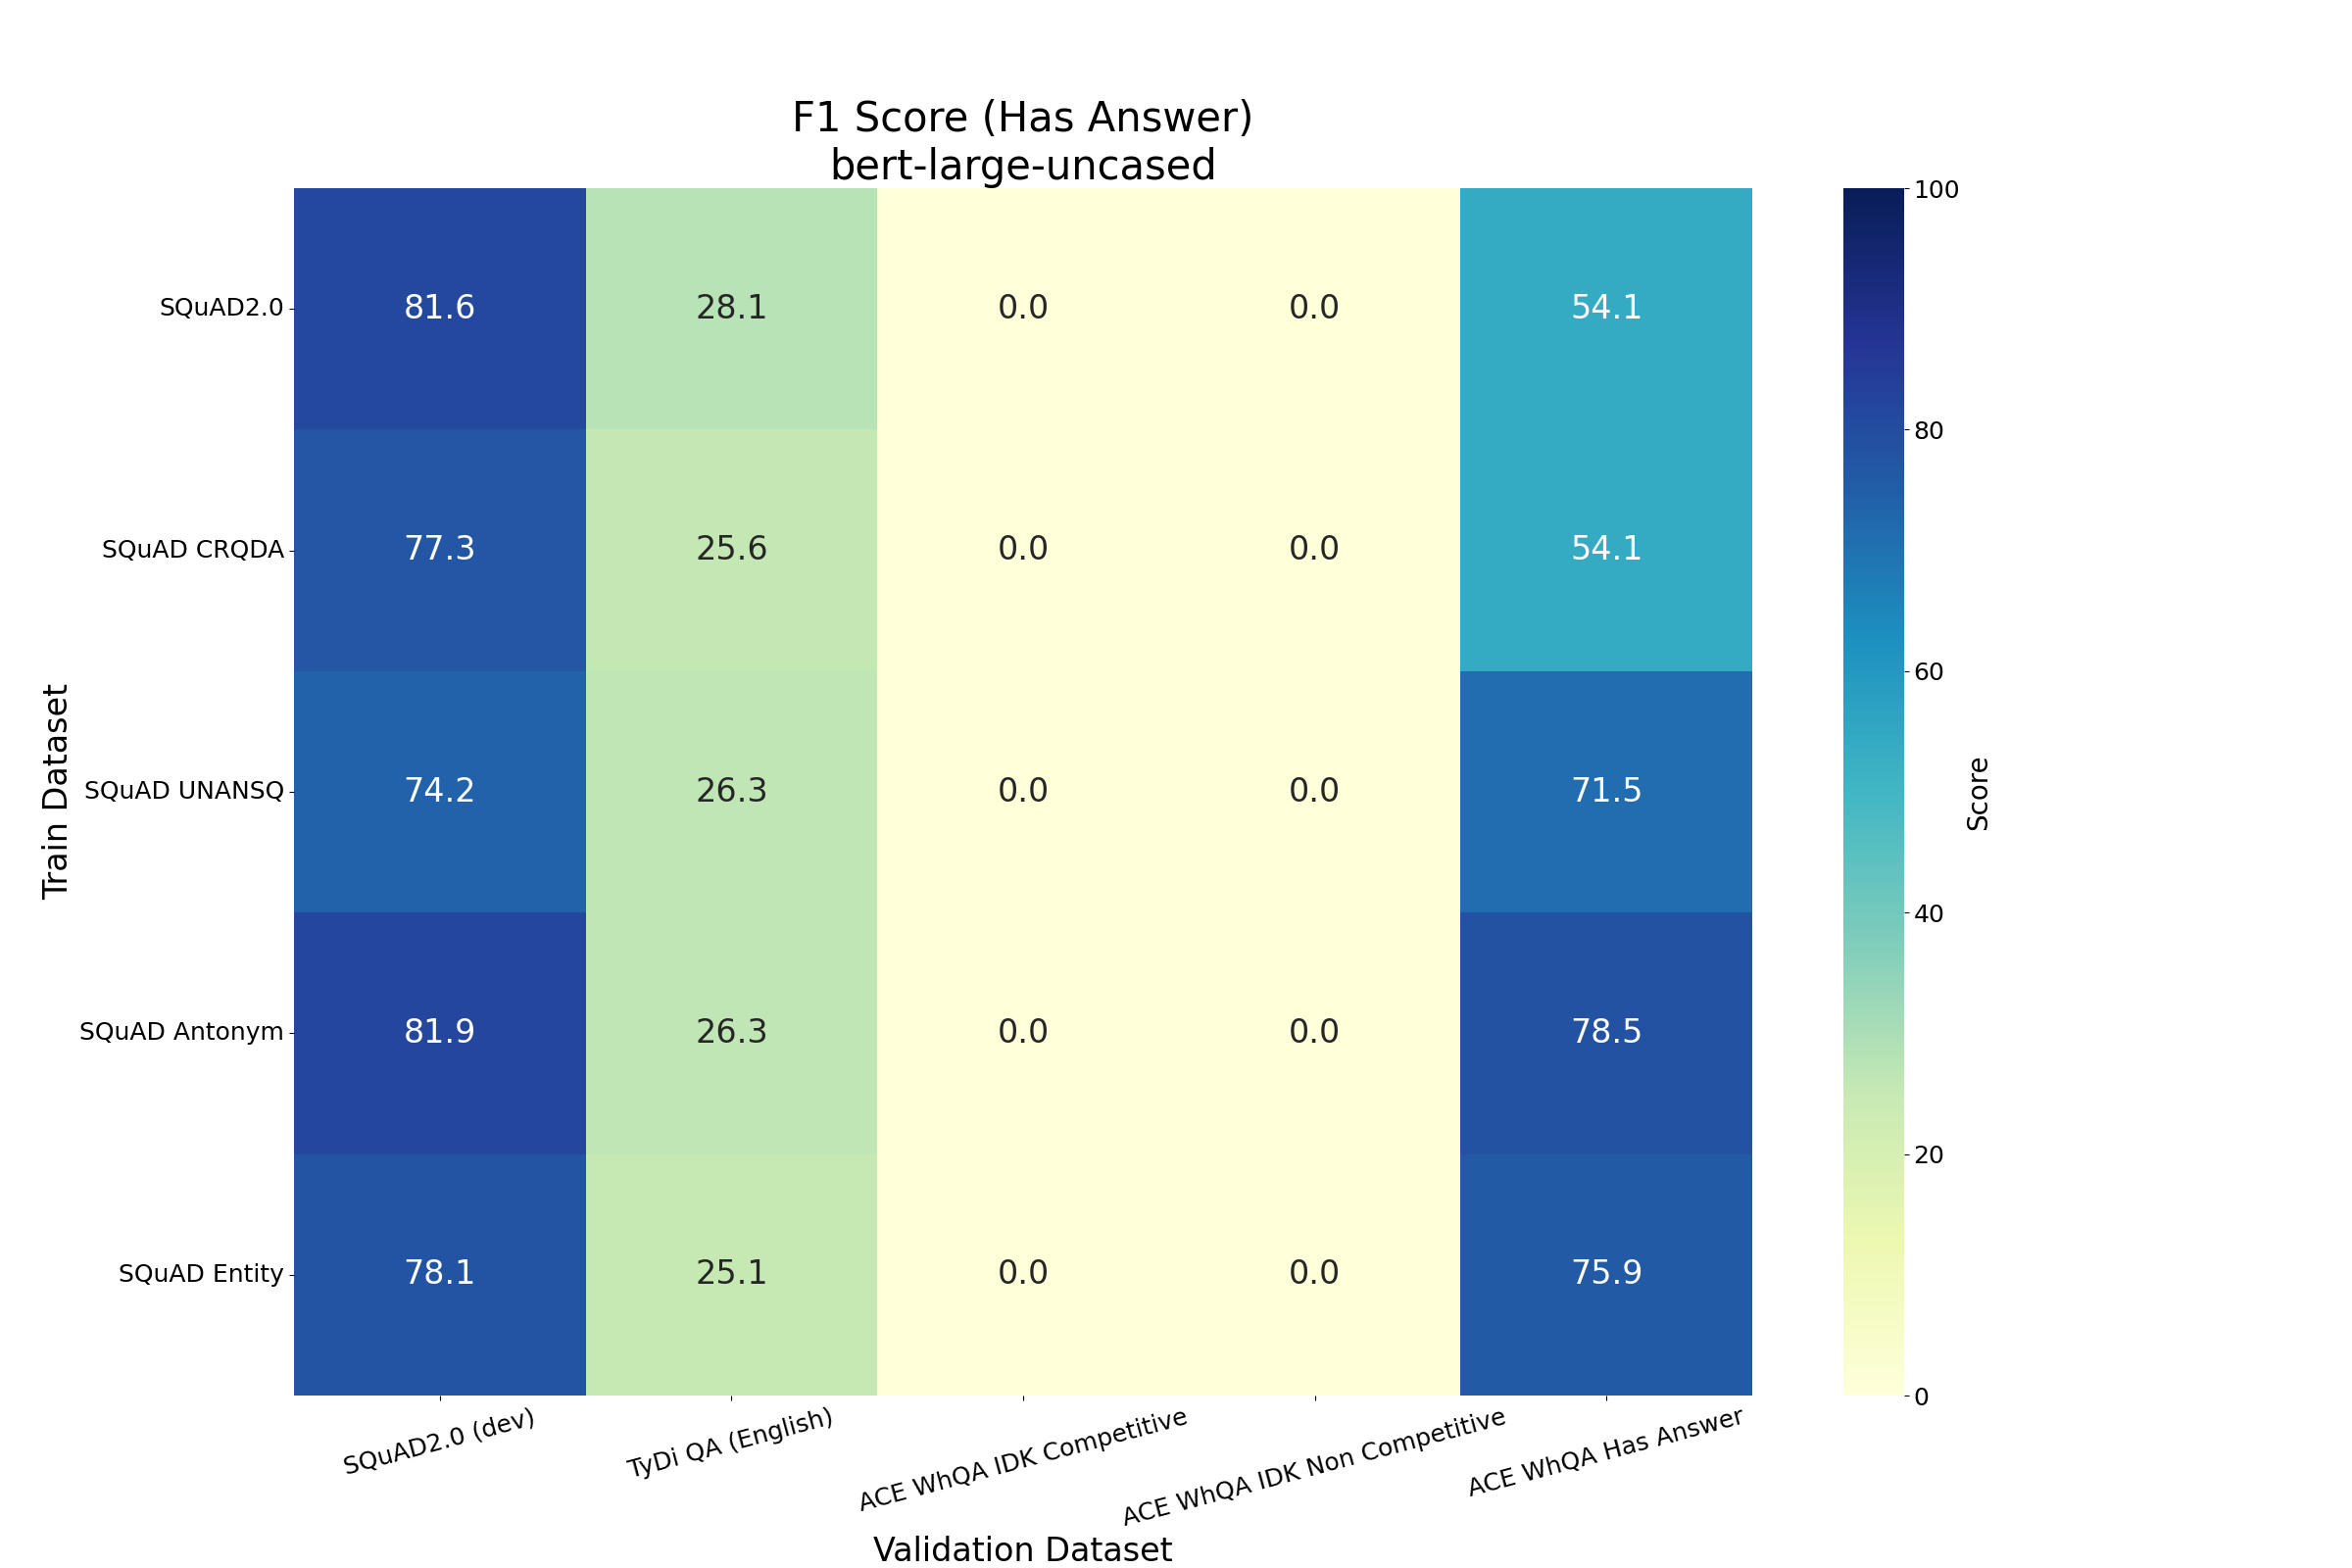 F1 Score (Has Answer)
bert-large-uncased
Train Dataset
SQuAD2.0 81.6 28.1 0.0 0.0 54.1
SQuAD CRQDA 77.3 25.6 0.0 0.0 54.1
SQuAD UNANSQ 74.2 26.3 0.0 0.0 71.5
SQuAD Antonym 81.9 26.3 0.0 0.0 78.5
SQuAD Entity 78.1 25.1 0.0 0.0 75.9
SQuAD2.0 (dev)
TyDi QA (English)
ACE WhQA IDK Competitive
ACE WhQA IDK Non Competitive
ACE WhQA Has Answer
Validation Dataset
100
80
60
40
20
0
Score